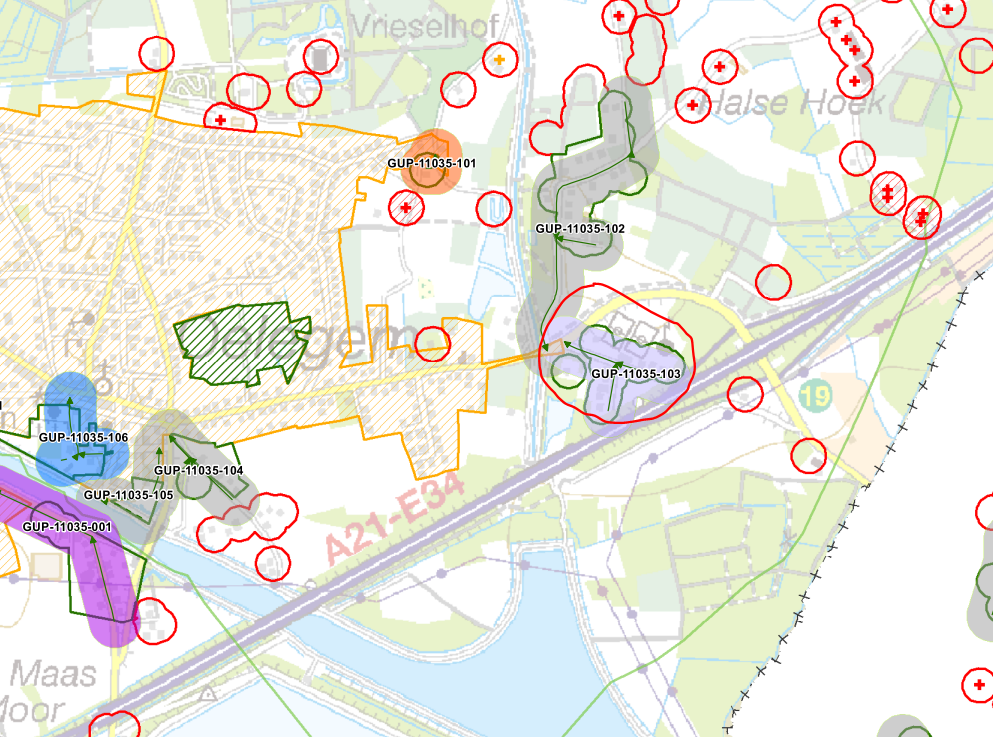 Vrieselhof
Halse Hoek
GUP-11035-101
GUP-11035-102
Oelegem
GUP-11035-103
19
GUP-11035-106
GUP-11035-104
GUP-11035-105
A21-E34
GUP-11035-001
Maas
Moor